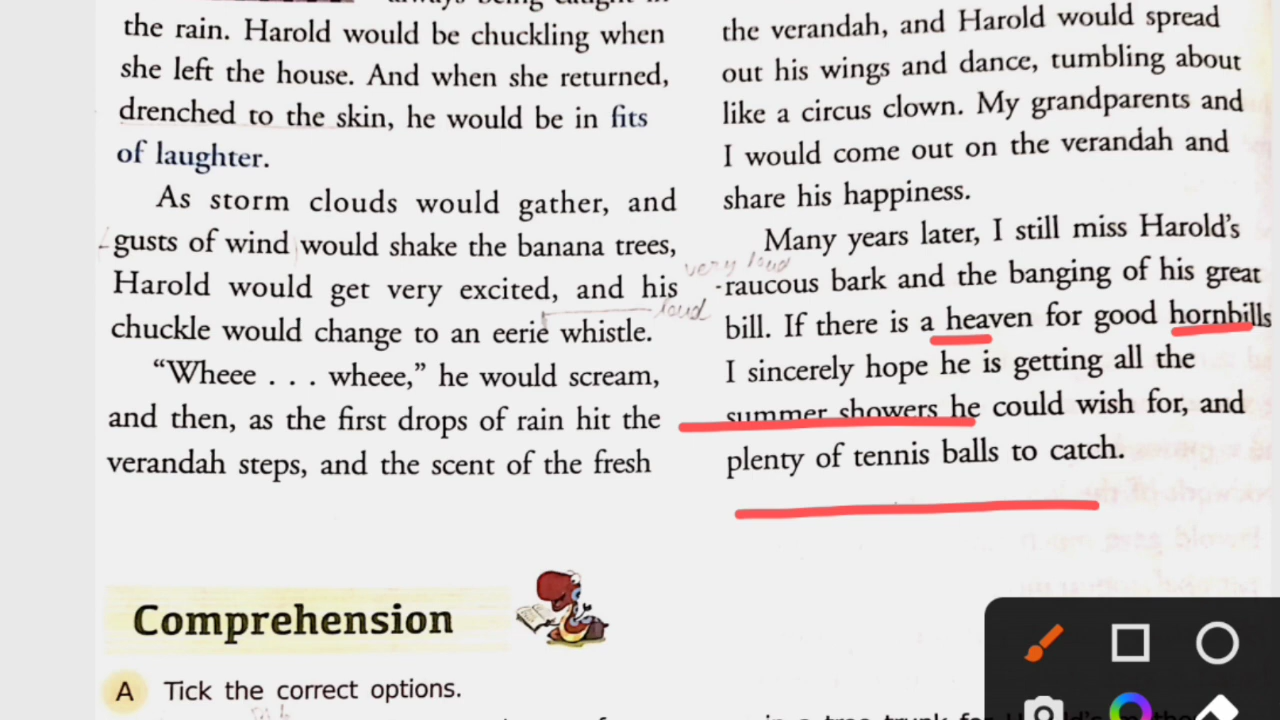 always being caught in
the rain. Harold would be chuckling when
she left the house. And when she returned,
drenched to the skin, he would be in fits
of laughter.
As storm clouds would gather, and
gusts of wind would shake the banana trees,
Harold would get very excited, and his
loud
chuckle would change to an eerie whistle.
“Wheee . . . wheee,” he would scream,
and then, as the first drops of rain hit the
verandah steps, and the scent of the fresh
the verandah, and Harold would spread
out his wings and dance, tumbling about
like a circus clown. My grandparents and
I would come out on the verandah and
share his happiness.
Many years later, I still miss Harold’s
very loud
raucous bark and the banging of his great
bill. If there is a heaven for good hornbills
I sincerely hope he is getting all the
summer showers he could wish for, and
plenty of tennis balls to catch.
Comprehension
A Tick the correct options.